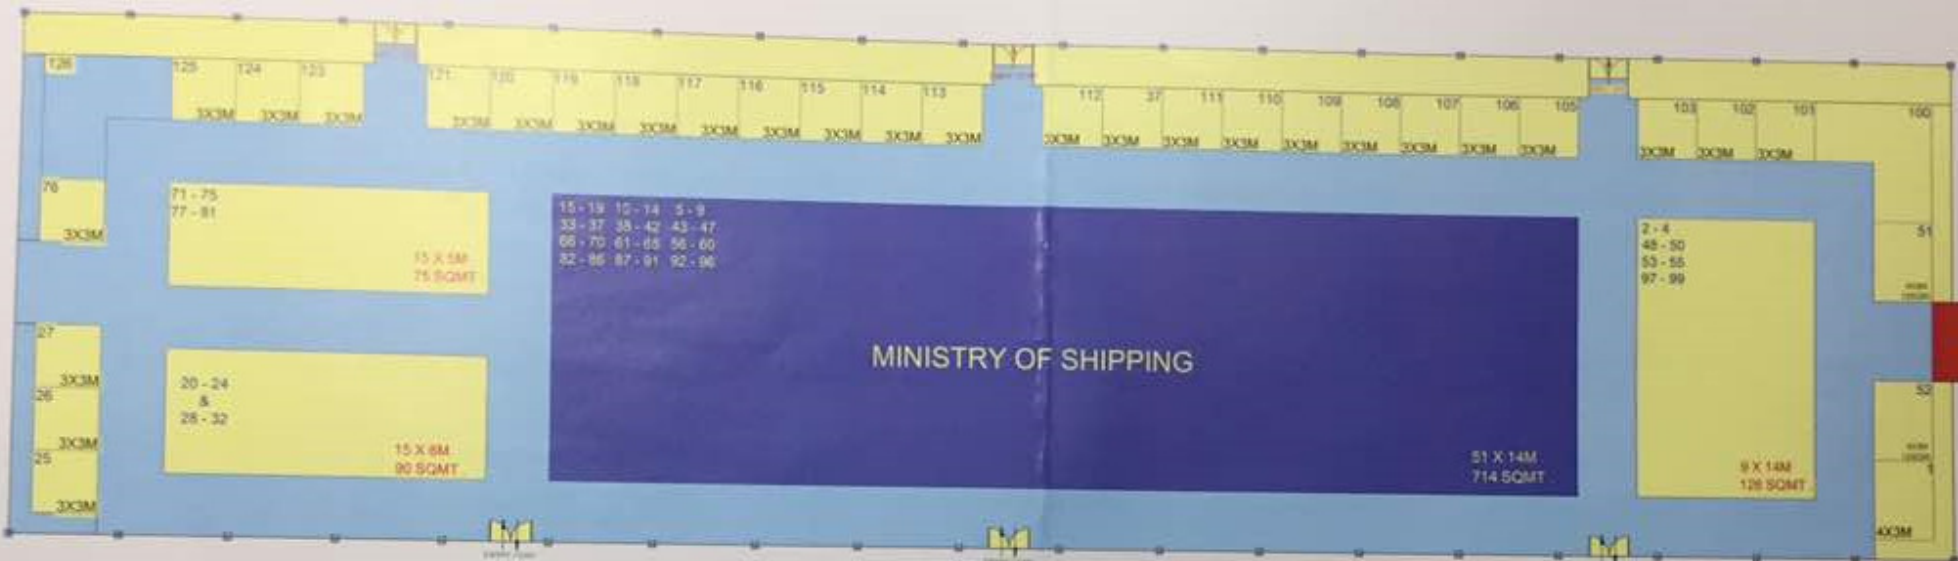 126
125 124 123
3X3M 3X3M 3X3M
121 120 119 118 117 116 115 114 113
3X3M 3X3M 3X3M 3X3M 3X3M 3X3M 3X3M 3X3M 3X3M
112 37 111 110 109 108 107 106 105
3X3M 3X3M 3X3M 3X3M 3X3M 3X3M 3X3M 3X3M 3X3M
103 102 101 100
3X3M 3X3M 3X3M
76
3X3M
71 - 75
77 - 81
15 X 5M
75 SQMT
15 - 19 10 - 14 5 - 9
33 - 37 38 - 42 43 - 47
66 - 70 61 - 65 56 - 60
82 - 86 87 - 91 92 - 96
MINISTRY OF SHIPPING
51 X 14M
714 SQMT
2 - 4
48 - 50
53 - 55
97 - 99
9 X 14M
126 SQMT
51
52
1
4X3M
27
3X3M
26
3X3M
25
3X3M
20 - 24
&
28 - 32
15 X 6M
90 SQMT